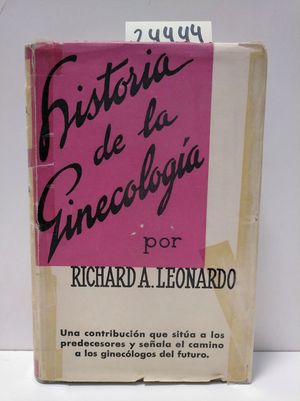 24444
historia
de la
Ginecología
por
RICHARD A. LEONARDO
Una contribución que sitúa a los
predecesores y señala el camino
a los ginecólogos del futuro.